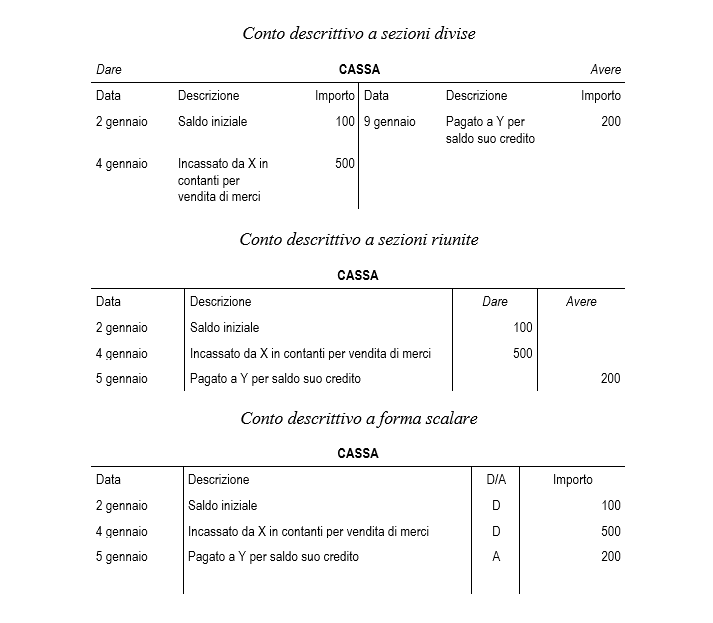 Conto descrittivo a sezioni divise
Dare CASSA Avere
Data Descrizione Importo Data Descrizione Importo
2 gennaio Saldo iniziale 100 9 gennaio Pagato a Y per 200
saldo suo credito
4 gennaio Incassato da X in 500
contanti per
vendita di merci
Conto descrittivo a sezioni riunite
CASSA
Data Descrizione Dare Avere
2 gennaio Saldo iniziale 100
4 gennaio Incassato da X in contanti per vendita di merci 500
5 gennaio Pagato a Y per saldo suo credito 200
Conto descrittivo a forma scalare
CASSA
Data Descrizione D/A Importo
2 gennaio Saldo iniziale D 100
4 gennaio Incassato da X in contanti per vendita di merci D 500
5 gennaio Pagato a Y per saldo suo credito A 200